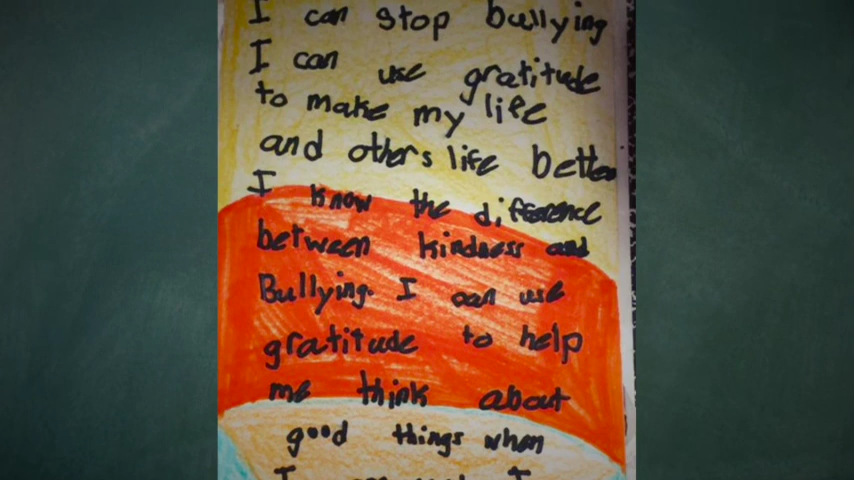 I can stop bullying
I can use gratitude
to make my life
and others life better
I know the difference
between kindness and
Bullying. I can use
gratitude to help
me think about
good things when
I